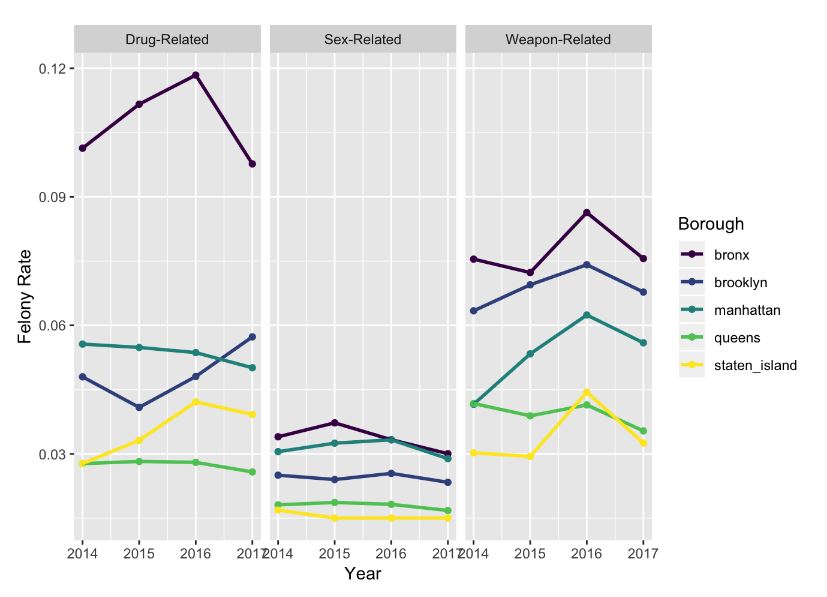 Drug-Related Sex-Related Weapon-Related
0.12
0.09
0.06
0.03
Felony Rate
2014 2015 2016 2017 2014 2015 2016 2017 2014 2015 2016 2017
Year
Borough
bronx
brooklyn
manhattan
queens
staten_island